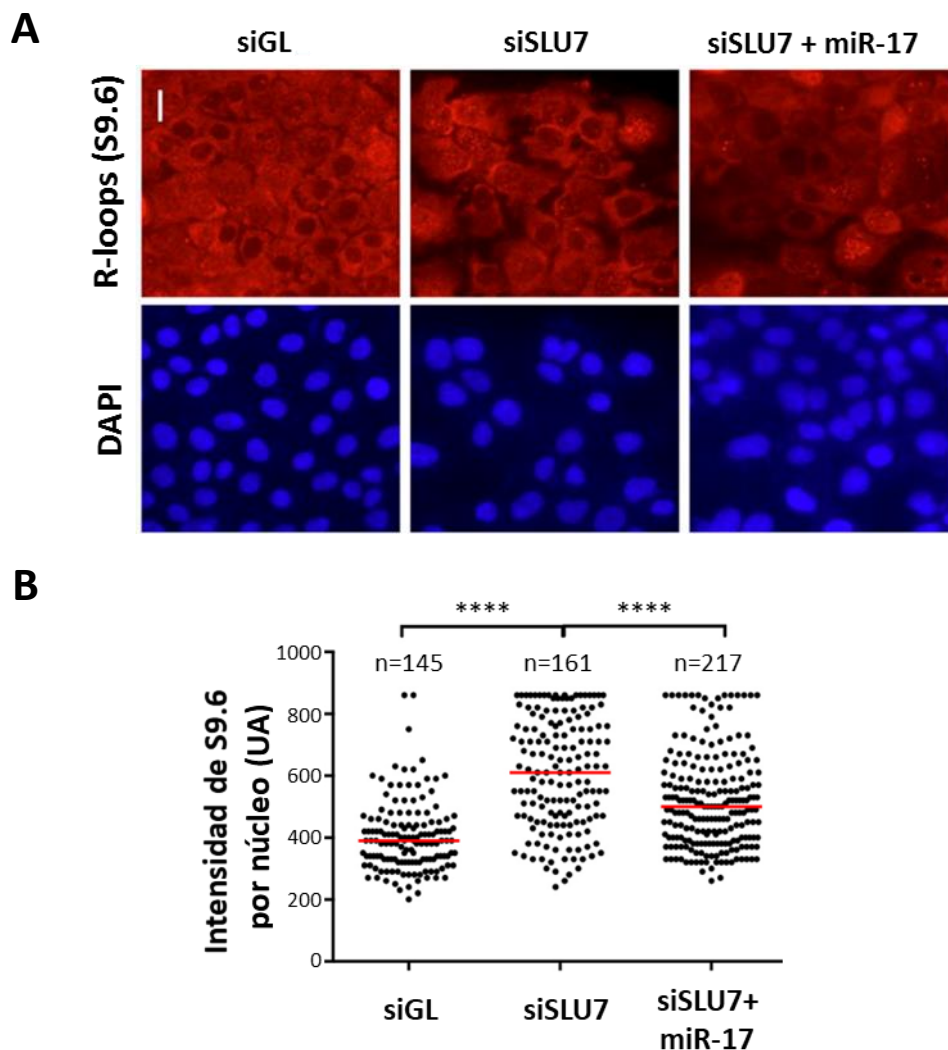 A
siGL
siSLU7
siSLU7 + miR-17
R-loops (S9.6)
DAPI
B
****
****
n=145
n=161
n=217
1000
800
600
400
200
0
Intensidad de S9.6
por núcleo (UA)
siGL
siSLU7
siSLU7+
miR-17